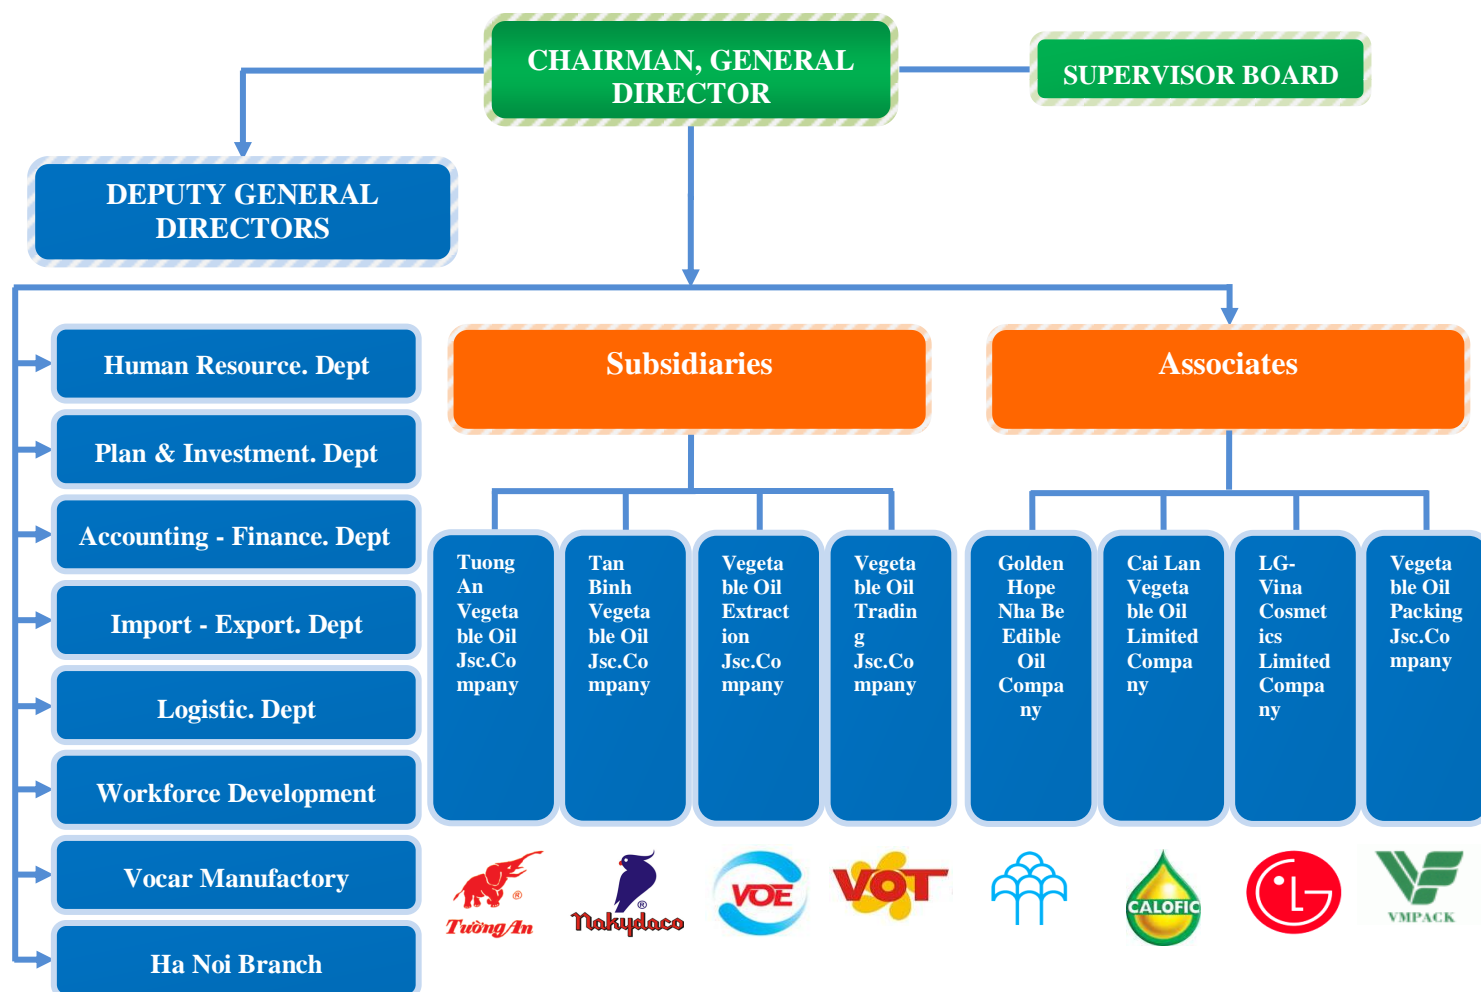 CHAIRMAN, GENERAL
DIRECTOR
SUPERVISOR BOARD
DEPUTY GENERAL
DIRECTORS
Human Resource. Dept
Plan & Investment. Dept
Accounting - Finance. Dept
Import - Export. Dept
Logistic. Dept
Workforce Development
Vocar Manufactory
Ha Noi Branch
Subsidiaries
Tuong
An
Vegeta
ble Oil
Jsc.Co
mpany
Tan
Binh
Vegeta
ble Oil
Jsc.Co
mpany
Vegeta
ble Oil
Extract
ion
Jsc.Co
mpany
Vegeta
ble Oil
Tradin
g
Jsc.Co
mpany
Associates
Golden
Hope
Nha Be
Edible
Oil
Compa
ny
Cai Lan
Vegeta
ble Oil
Limited
Compa
ny
LG-
Vina
Cosmet
ics
Limited
Compa
ny
Vegeta
ble Oil
Packing
Jsc.Co
mpany
®
Tường An
®
Nakydaco
VOE
VOT
CALOFIC
LG
VMPACK